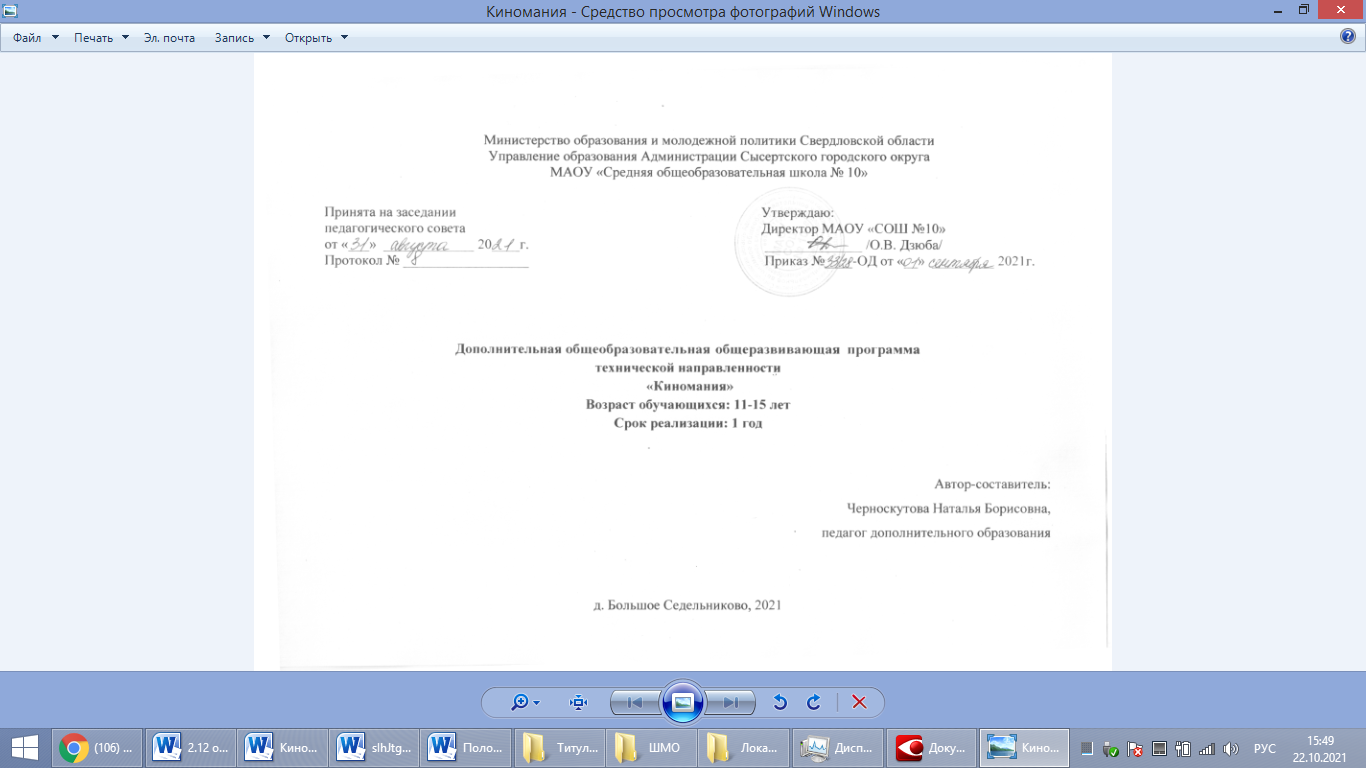 Киномания - Средство просмотра фотографий Windows
Файл Печать Эл. почта Запись Открыть
Министерство образования и молодежной политики Свердловской области
Управление образования Администрации Сысертского городского округа
МАОУ «Средняя общеобразовательная школа № 10»
Принята на заседании
педагогического совета
от «31» августа 2021 г.
Протокол № 8
Утверждаю:
Директор МАОУ «СОШ №10»
/О.В. Дзюба/
Приказ № -ОД от «01» сентября 2021г.
Дополнительная общеобразовательная общеразвивающая программа
технической направленности
«Киномания»
Возраст обучающихся: 11-15 лет
Срок реализации: 1 год
Автор-составитель:
Черноскутова Наталья Борисовна,
педагог дополнительного образования
д. Большое Седельниково, 2021
(106) ... 2.12 о... Кино... slhJtg... Поло... Титул... ШМО Лока... Дисп... Доку... Кино... РУС 15:49
22.10.2021